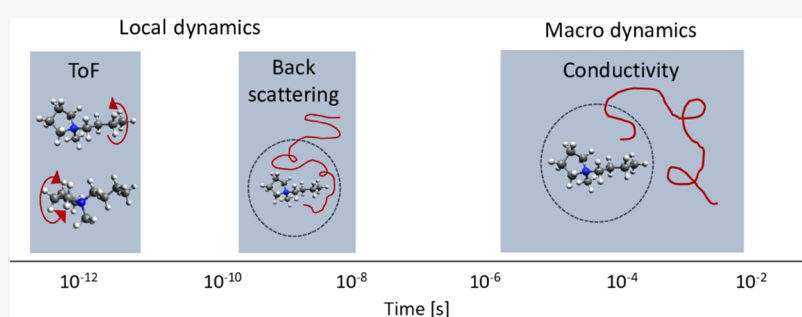 Local dynamics
Macro dynamics
ToF
Back
scattering
Conductivity
10⁻¹²
10⁻¹⁰
10⁻⁸
10⁻⁶
10⁻⁴
10⁻²
Time [s]